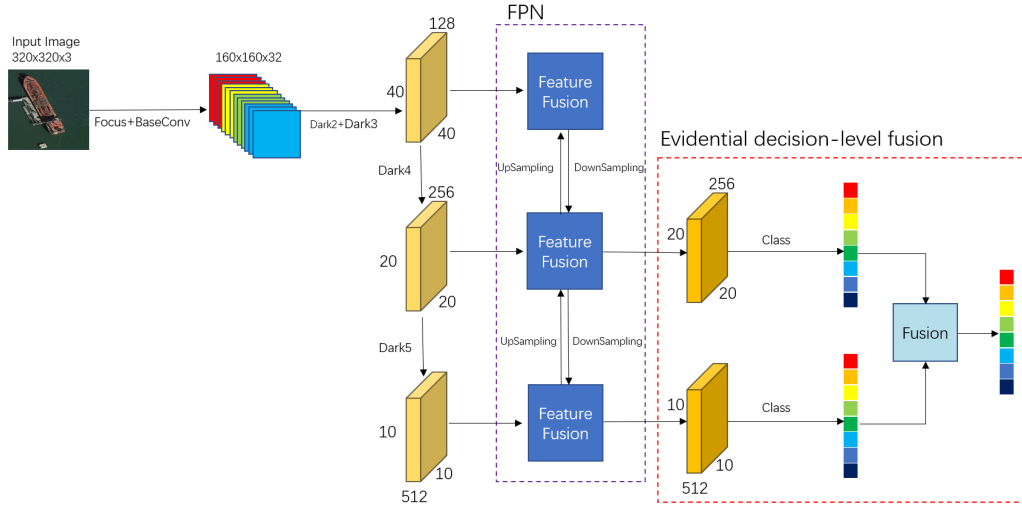 FPN
128
Input Image
320x320x3
160x160x32
Feature
Fusion
40
Focus+BaseConv
Dark2+Dark3
40
Evidential decision-level fusion
Dark4
UpSampling
DownSampling
256
256
Feature
Fusion
20
Class
20
20
20
Fusion
Dark5
UpSampling
DownSampling
Feature
Fusion
10
Class
10
10
10
512
512